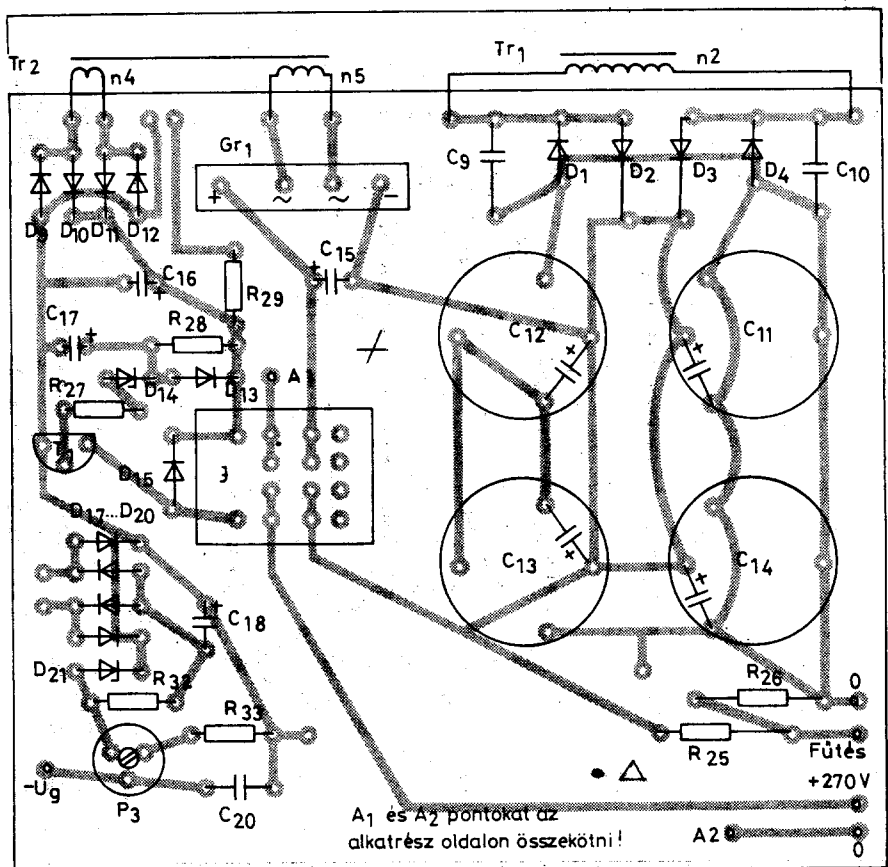 Tr2 n4 n5 Tr1 n2
Gr1
C9 D1 D2 D3 D4 C10
+ ~ ~ −
D9 D10 D11 D12
C15
C16
R29
C17 R28 C12 C11
D14 D13 A1
R27
D15
D17...D20
C13 C14
C18
D21 R32 R26 0
R33 R25 Fűtés
+270V
-Ug P3 C20
A1 és A2 pontokat az
alkatrész oldalon összekötni! A2
0